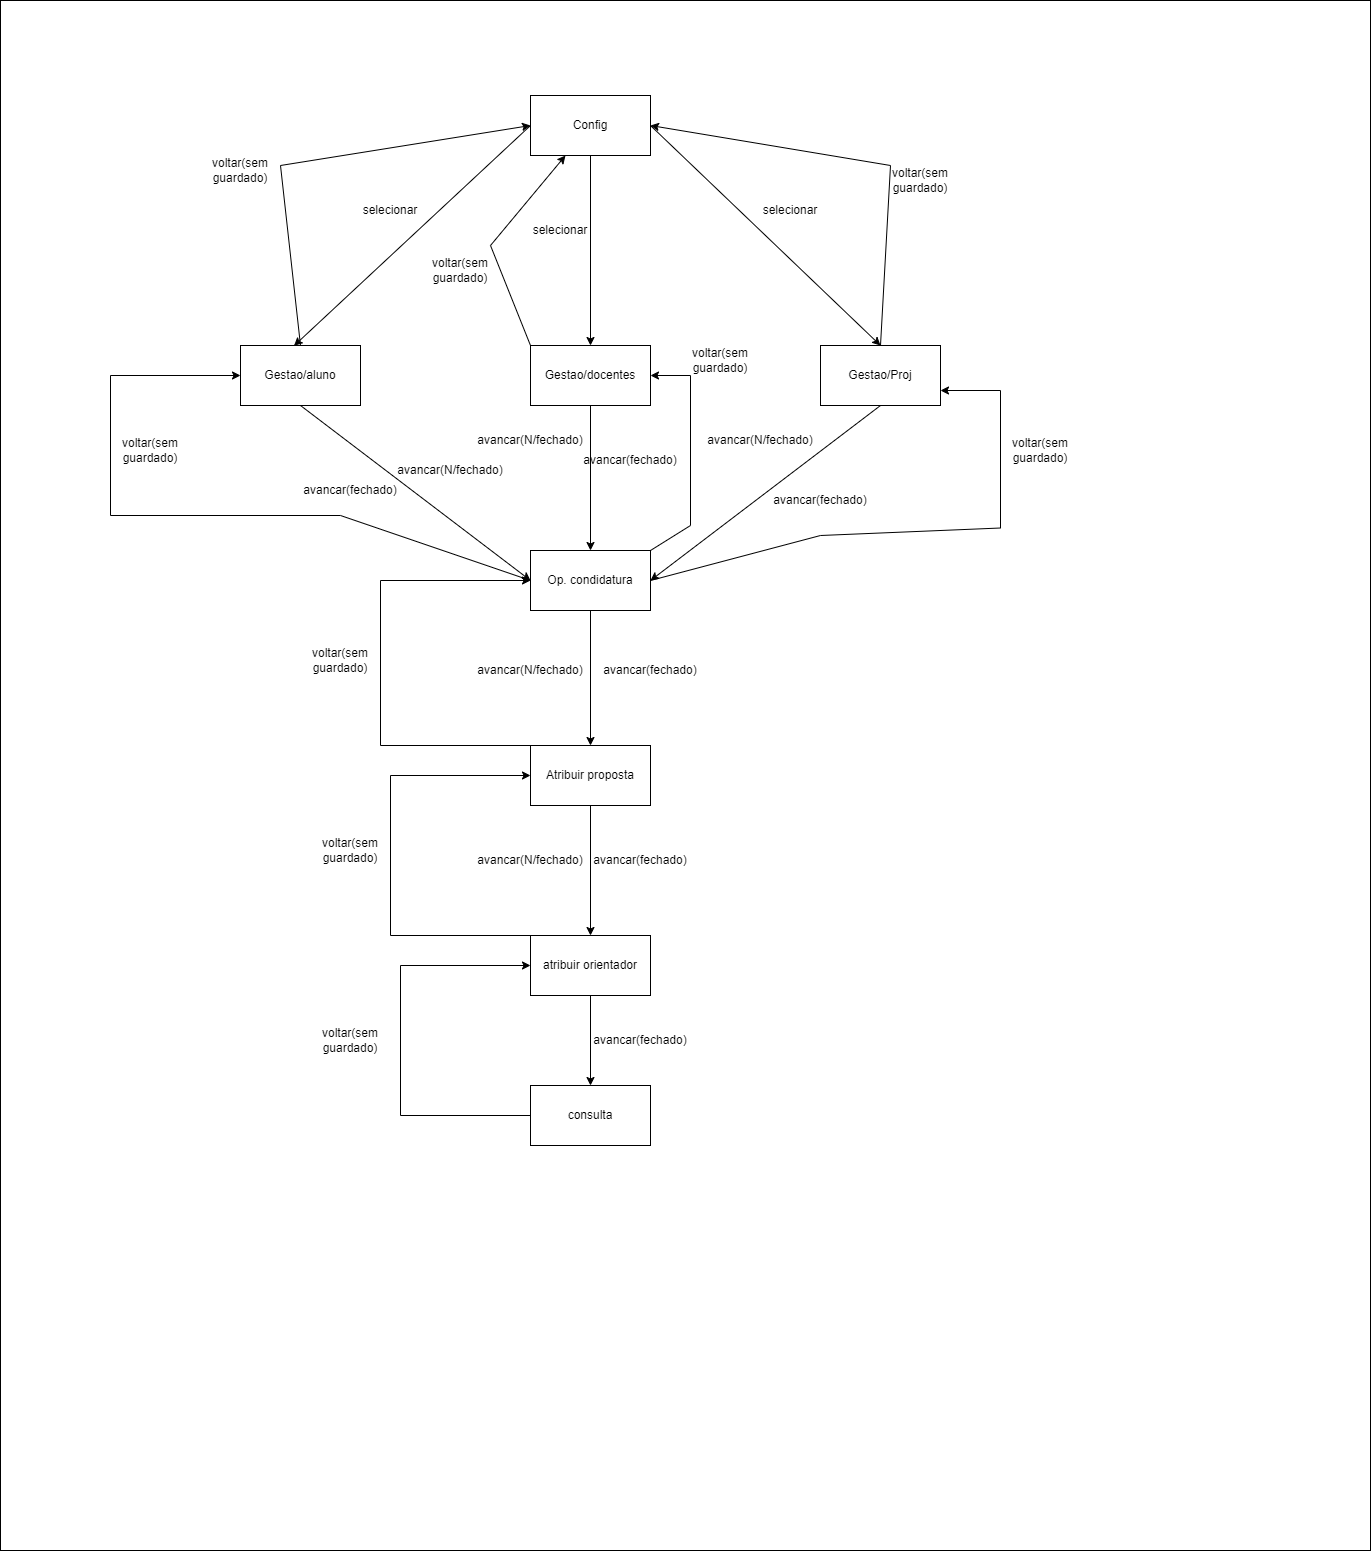 Config
voltar(sem
guardado)
voltar(sem
guardado)
selecionar
selecionar
selecionar
voltar(sem
guardado)
Gestao/aluno
Gestao/docentes
voltar(sem
guardado)
Gestao/Proj
voltar(sem
guardado)
avancar(N/fechado)
avancar(N/fechado)
voltar(sem
guardado)
avancar(fechado)
avancar(N/fechado)
avancar(fechado)
avancar(fechado)
Op. condidatura
voltar(sem
guardado)
avancar(N/fechado)
avancar(fechado)
Atribuir proposta
voltar(sem
guardado)
avancar(N/fechado)
avancar(fechado)
atribuir orientador
voltar(sem
guardado)
avancar(fechado)
consulta